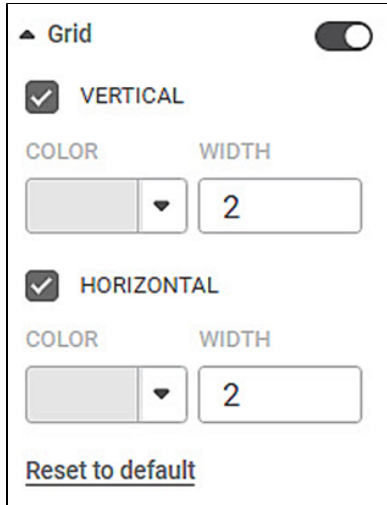 Grid
VERTICAL
COLOR WIDTH
2
HORIZONTAL
COLOR WIDTH
2
Reset to default